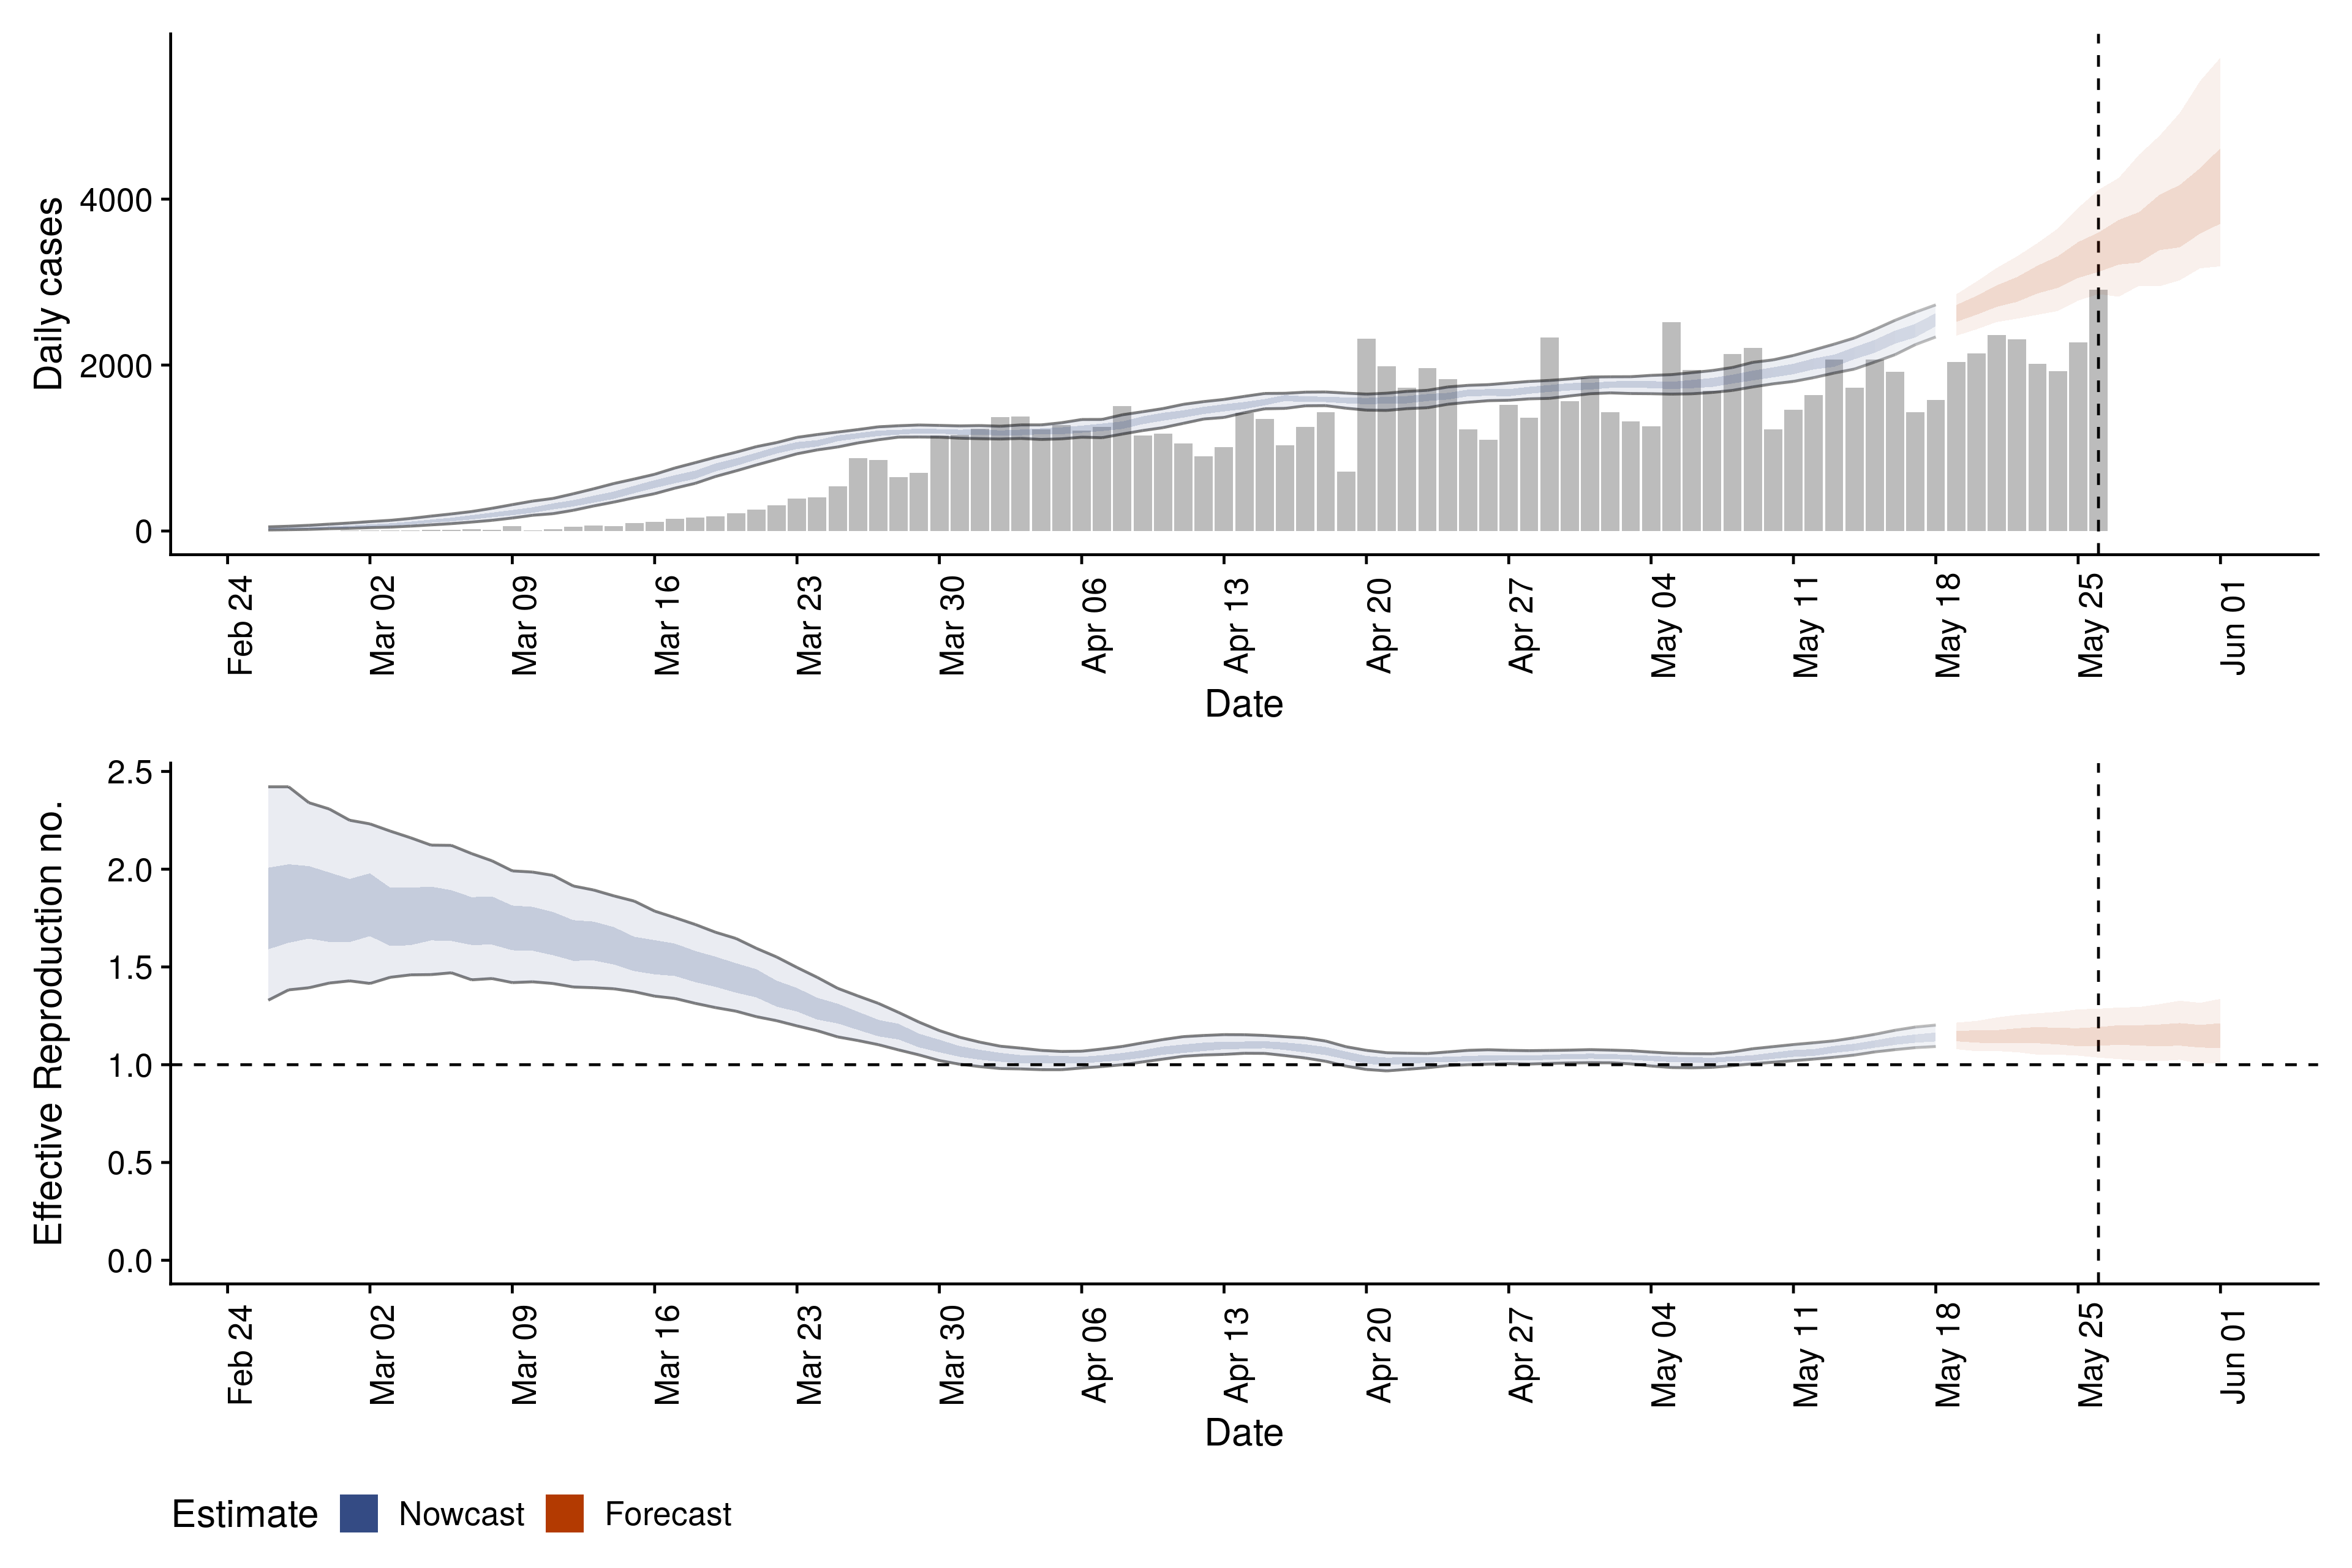 Daily cases
4000
2000
0
Feb 24 Mar 02 Mar 09 Mar 16 Mar 23 Mar 30 Apr 06 Apr 13 Apr 20 Apr 27 May 04 May 11 May 18 May 25 Jun 01
Date
Effective Reproduction no.
2.5
2.0
1.5
1.0
0.5
0.0
Feb 24 Mar 02 Mar 09 Mar 16 Mar 23 Mar 30 Apr 06 Apr 13 Apr 20 Apr 27 May 04 May 11 May 18 May 25 Jun 01
Date
Estimate Nowcast Forecast